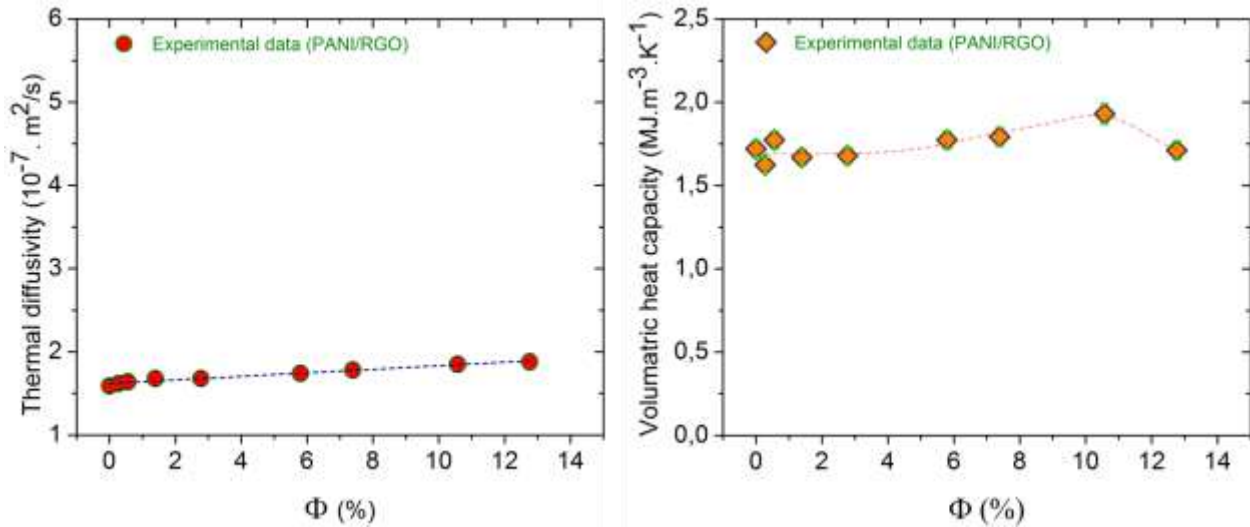 Thermal diffusivity (10⁻⁷. m²/s)
6
5
4
3
2
1
Experimental data (PANI/RGO)
0 2 4 6 8 10 12 14
Φ (%)
Volumatric heat capacity (MJ.m⁻³.K⁻¹)
2,5
2,0
1,5
1,0
0,5
0,0
Experimental data (PANI/RGO)
0 2 4 6 8 10 12 14
Φ (%)